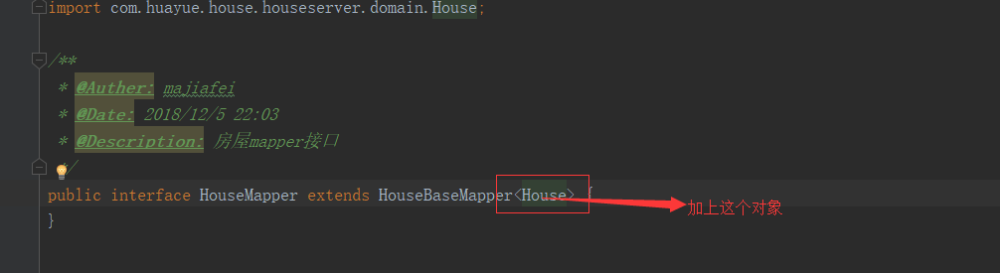 import com.huayue.house.houseserver.domain.House;
/**
* @Auther: majiafei
* @Date: 2018/12/5 22:03
* @Description: 房屋mapper接口
*/
public interface HouseMapper extends HouseBaseMapper<House> {
加上这个对象
}